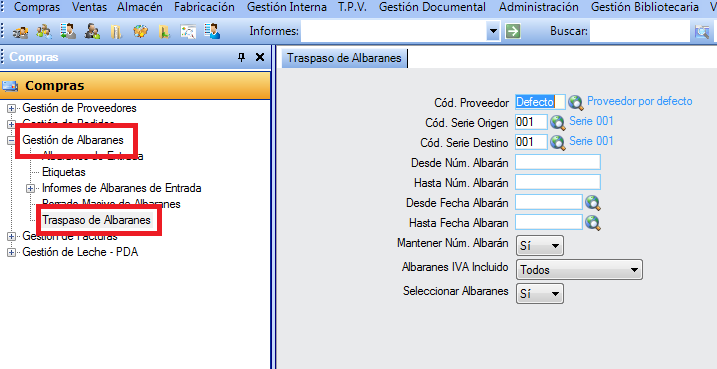 Compras Ventas Almacén Fabricación Gestión Interna T.P.V. Gestión Documental Administración Gestión Bibliotecaria
Informes: Buscar:
Compras
Compras
Gestión de Proveedores
Gestión de Pedidos
Gestión de Albaranes
Albaranes de Entrada
Etiquetas
Informes de Albaranes de Entrada
Borrado Masivo de Albaranes
Traspaso de Albaranes
Gestión de Facturas
Gestión de Leche - PDA
Traspaso de Albaranes
Cód. Proveedor Defecto Proveedor por defecto
Cód. Serie Origen 001 Serie 001
Cód. Serie Destino 001 Serie 001
Desde Núm. Albarán
Hasta Núm. Albarán
Desde Fecha Albaran
Hasta Fecha Albaran
Mantener Núm. Albarán Sí
Albaranes IVA Incluido Todos
Seleccionar Albaranes Sí